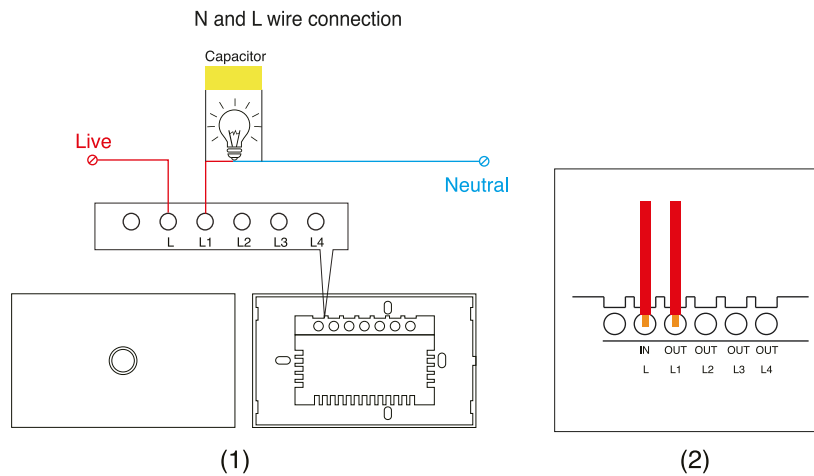 N and L wire connection
Capacitor
Live
Neutral
L L1 L2 L3 L4
IN OUT OUT OUT OUT
L L1 L2 L3 L4
(1)
(2)